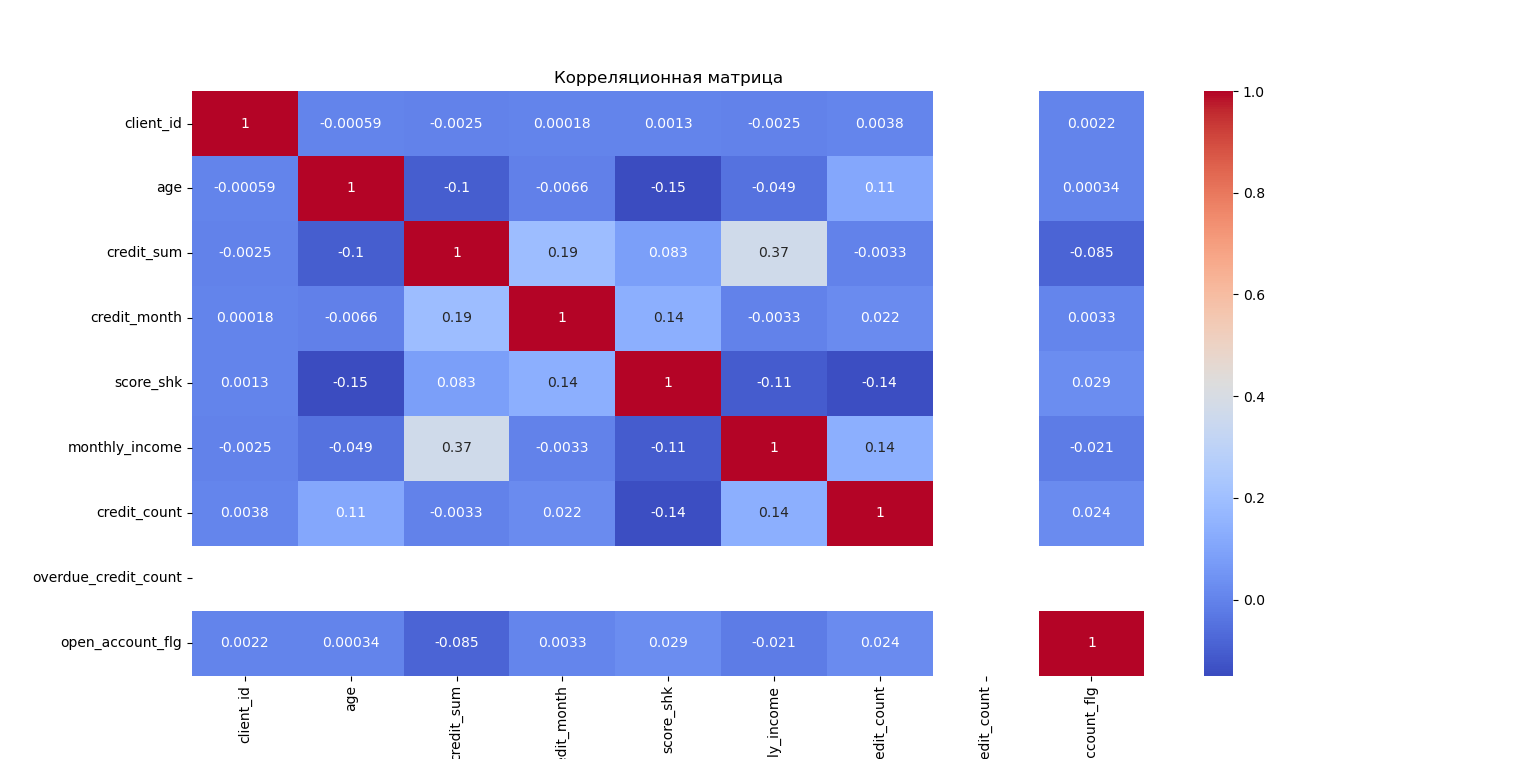 Корреляционная матрица
client_id 1 -0.00059 -0.0025 0.00018 0.0013 -0.0025 0.0038 0.0022 1.0
age -0.00059 1 -0.1 -0.0066 -0.15 -0.049 0.11 0.00034 0.8
credit_sum -0.0025 -0.1 1 0.19 0.083 0.37 -0.0033 -0.085 0.6
credit_month 0.00018 -0.0066 0.19 1 0.14 -0.0033 0.022 0.0033
score_shk 0.0013 -0.15 0.083 0.14 1 -0.11 -0.14 0.029 0.4
monthly_income -0.0025 -0.049 0.37 -0.0033 -0.11 1 0.14 -0.021
credit_count 0.0038 0.11 -0.0033 0.022 -0.14 0.14 1 0.024 0.2
overdue_credit_count 0.0
open_account_flg 0.0022 0.00034 -0.085 0.0033 0.029 -0.021 0.024 1
client_id
age
credit_sum
edit_month
score_shk
ly_income
edit_count
edit_count
ccount_flg